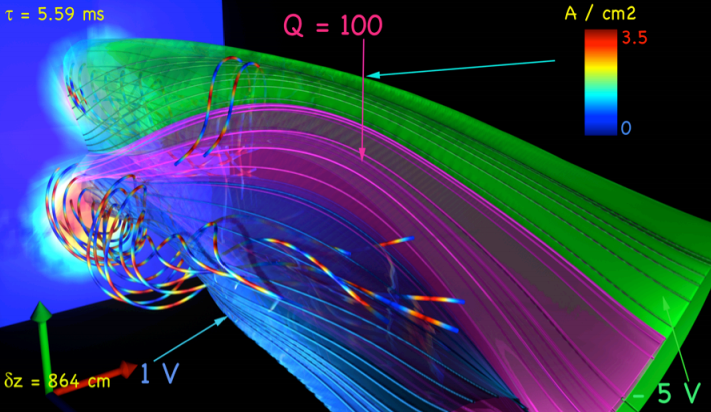 τ = 5.59 ms
Q = 100
A / cm2
3.5
0
δz = 864 cm
1 V
- 5 V